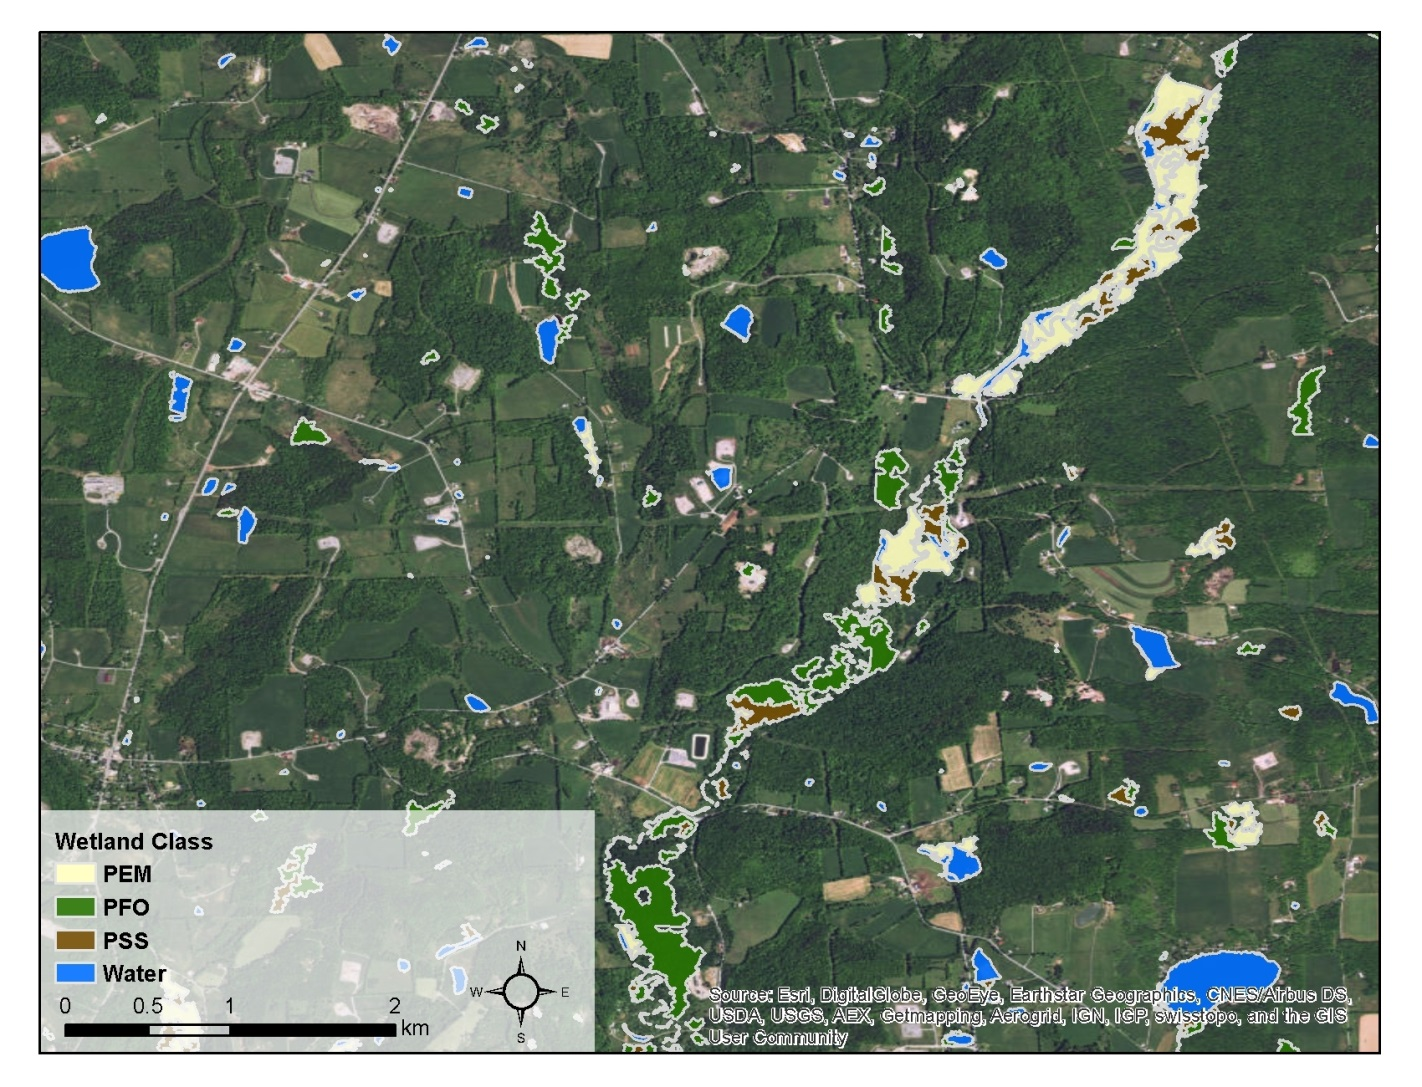 Wetland Class
PEM
PFO
PSS
Water
0 0.5 1 2
km
N
W E
S
Source: Esri, DigitalGlobe, GeoEye, Earthstar Geographics, CNES/Airbus DS,
USDA, USGS, AEX, Getmapping, Aerogrid, IGN, IGP, swisstopo, and the GIS
User Community